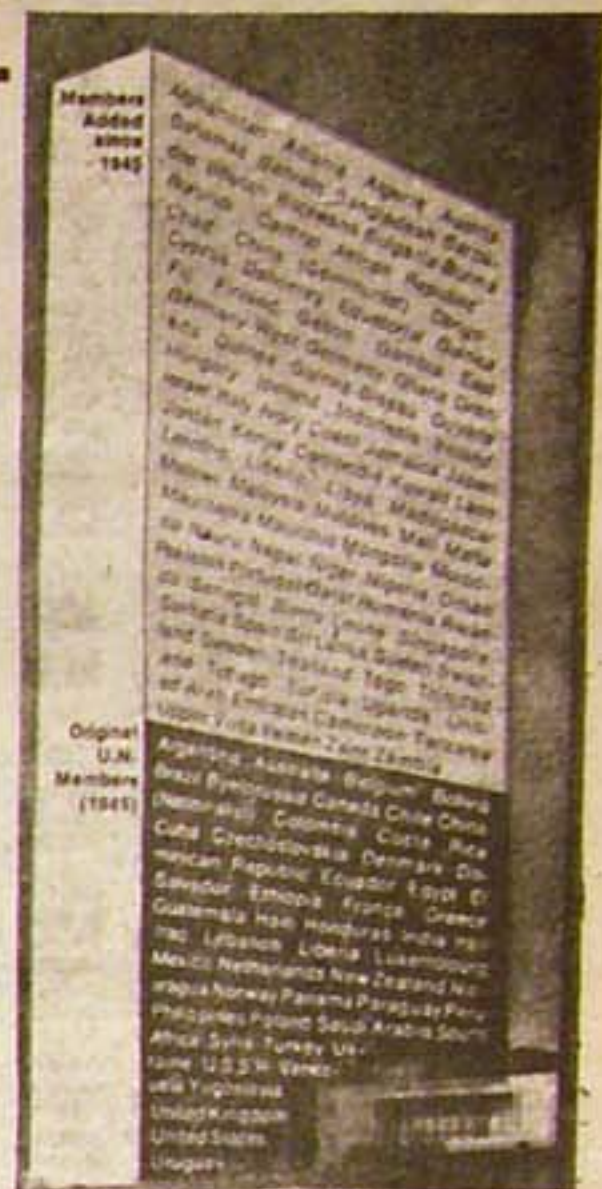 Members
Added
since
1945
Afghanistan Albania Algeria Austria
Bahamas Bahrain Bangladesh Barba-
dos Bhutan Botswana Bulgaria Burma
Burundi Central African Republic
Chad China (Communist) Congo
Cyprus Dahomey Equatorial Guinea
Fiji Finland Gabon Gambia East
Germany West Germany Ghana Gren-
Guinea Guinea Bissau Guyana
Hungary Iceland Indonesia Ireland
Israel Italy Ivory Coast Jamaica Japan
Jordan Kenya Cambodia Kuwait Laos
Lesotho Libya Madagascar
Malawi Malaysia Maldives Mali Malta
Mauritania Mauritius Mongolia Moroc-
co Nepal Niger Nigeria Oman
Pakistan Portugal Qatar Rumania Rwan-
da Senegal Sierra Leone Singapore
Somalia Spain Sri Lanka Sudan Swazi-
land Sweden Togo Trinidad
and Tobago Tunisia Uganda Unit-
ed Arab Emirates Cameroon Tanzania
Upper Volta Yemen Zaire Zambia
Original
U.N.
Members
(1945)
Argentina Australia Belgium Bolivia
Brazil Canada Chile China
(Nationalist) Colombia Costa Rica
Cuba Czechoslovakia Denmark Do-
minican Republic Ecuador Egypt El
Salvador Ethiopia France Greece
Guatemala Haiti Honduras India
Iraq Lebanon Liberia Luxembourg
Mexico Netherlands New Zealand Nic-
aragua Norway Panama Paraguay Peru
Philippines Poland Saudi Arabia South
Africa Syria Turkey Uk-
raine U.S.S.R. Venez-
uela Yugoslavia
United Kingdom
United States
Uruguay